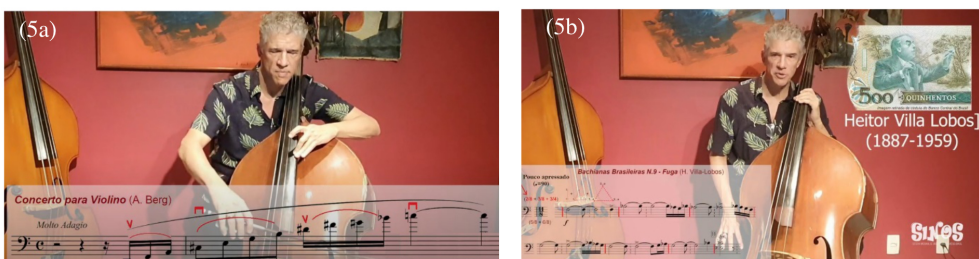 (5a)
Concerto para Violino (A. Berg)
Molto Adagio
(5b)
500 QUINHENTOS
Heitor Villa Lobos]
(1887-1959)
Bachianas Brasileiras N.9 - Fuga (H. Villa-Lobos)
Pouco apressado
SINOS